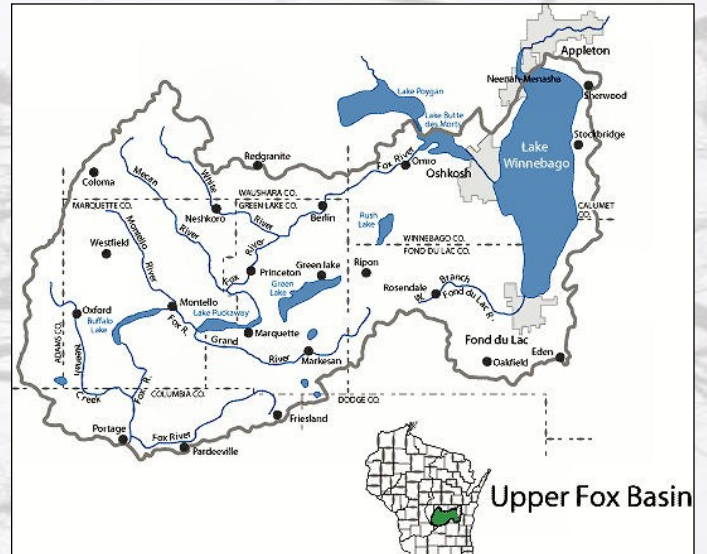 Appleton
Neenah-Menasha
Sherwood
Lake Poygan
Lake Butte
des Morts
Stockbridge
Redgranite
Fox River
Omro
Oshkosh
Lake
Winnebago
Coloma
Mecan
River
White
River
WAUSHARA CO.
MARQUETTE CO.
GREEN LAKE CO.
Neshkoro
Berlin
CALUMET
CO.
Rush
Lake
WINNEBAGO CO.
FOND DU LAC CO.
Westfield
Montello
River
Fox
River
Princeton
Green lake
Green
Lake
Ripon
Rosendale
W. Branch
Fond du Lac R.
Oxford
Buffalo
Lake
Montello
Lake Puckaway
Fox R.
Marquette
Grand
River
Markesan
Fond du Lac
Oakfield
Eden
ADAMS CO.
Neenah
Creek
Fox R.
COLUMBIA CO.
DODGE CO.
Friesland
Portage
Fox River
Pardeeville
Upper Fox Basin